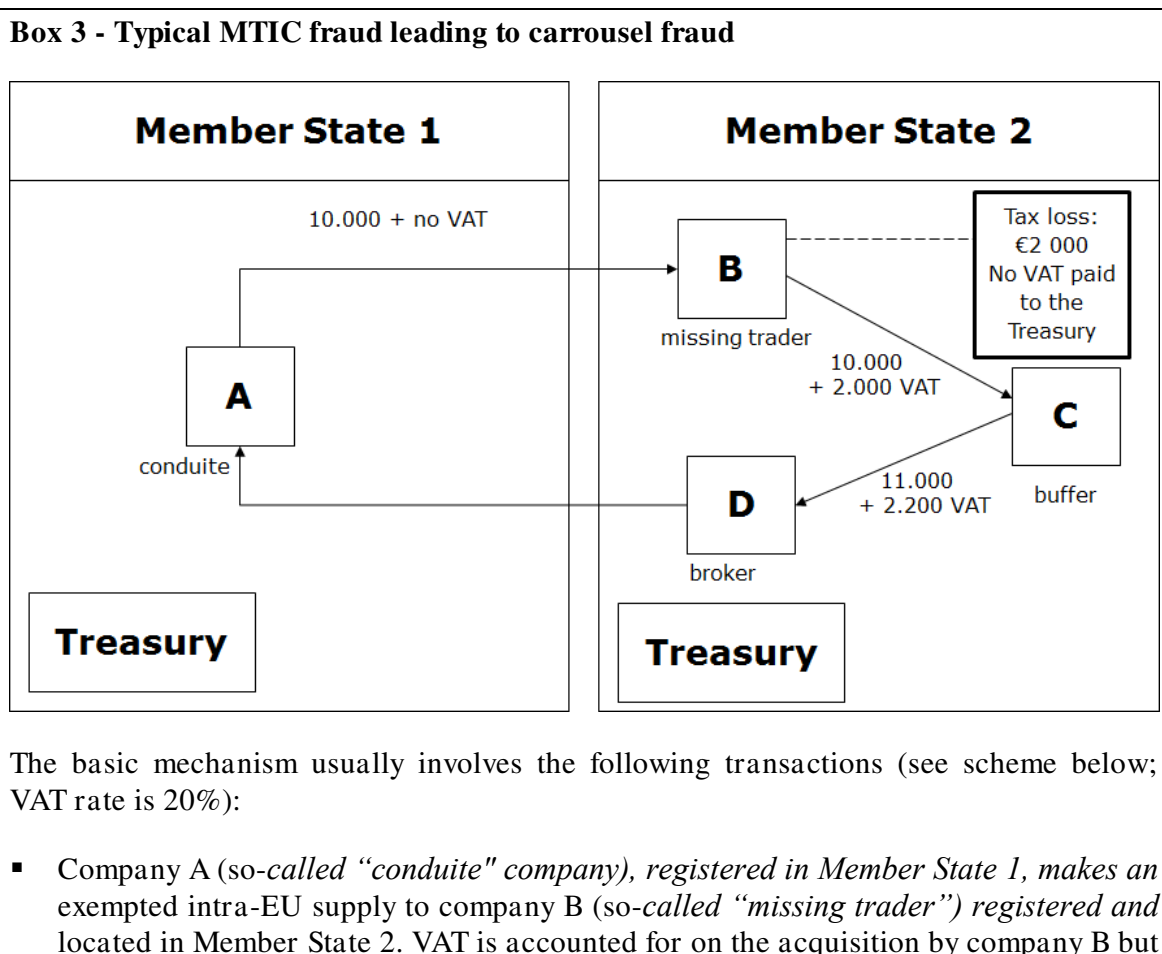 Box 3 - Typical MTIC fraud leading to carrousel fraud
Member State 1
Member State 2
10.000 + no VAT
Tax loss:
€2 000
No VAT paid
to the
Treasury
B
missing trader
10.000
+ 2.000 VAT
A
conduite
C
buffer
11.000
+ 2.200 VAT
D
broker
Treasury
Treasury
The basic mechanism usually involves the following transactions (see scheme below;
VAT rate is 20%):
▪ Company A (so-called “conduite" company), registered in Member State 1, makes an
exempted intra-EU supply to company B (so-called “missing trader”) registered and
located in Member State 2. VAT is accounted for on the acquisition by company B but